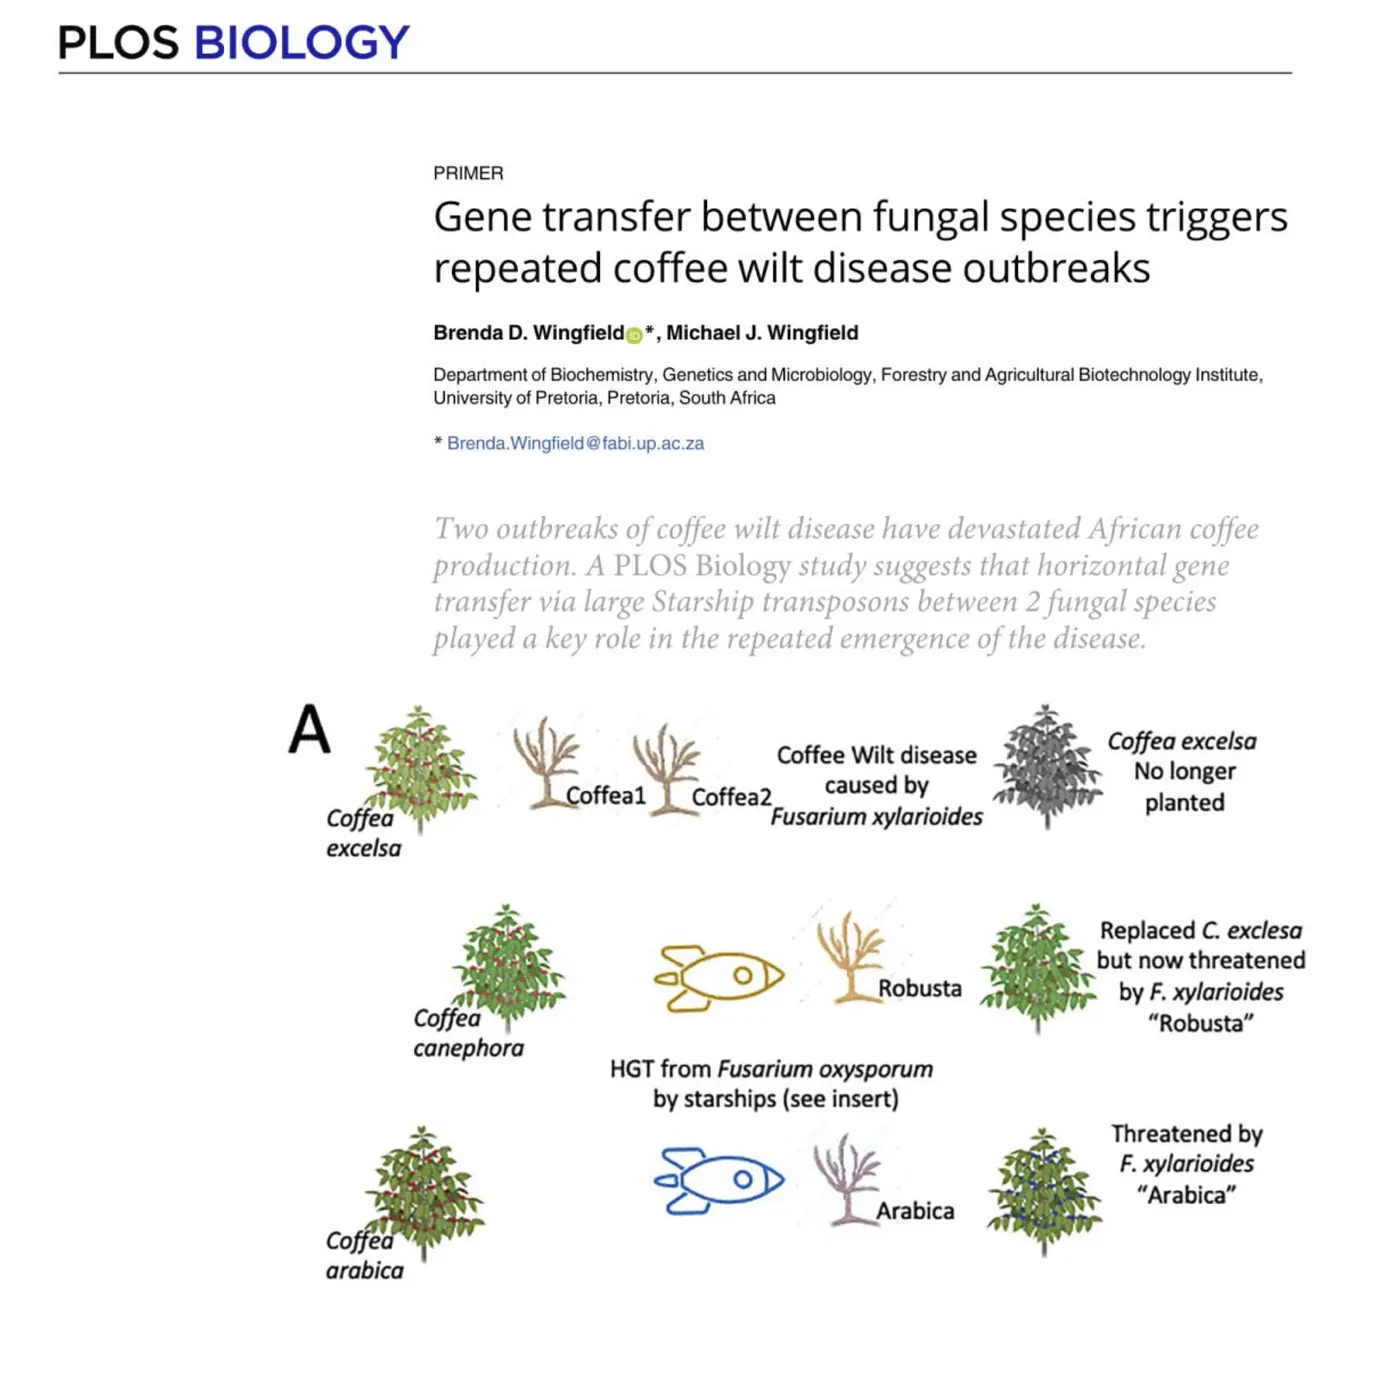 PLOS BIOLOGY
PRIMER
Gene transfer between fungal species triggers
repeated coffee wilt disease outbreaks
Brenda D. Wingfield iD *, Michael J. Wingfield
Department of Biochemistry, Genetics and Microbiology, Forestry and Agricultural Biotechnology Institute,
University of Pretoria, Pretoria, South Africa
* Brenda.Wingfield@fabi.up.ac.za
Two outbreaks of coffee wilt disease have devastated African coffee
production. A PLOS Biology study suggests that horizontal gene
transfer via large Starship transposons between 2 fungal species
played a key role in the repeated emergence of the disease.
A
Coffea
excelsa
Coffea1
Coffea2
Coffee Wilt disease
caused by
Fusarium xylarioides
Coffea excelsa
No longer
planted
Coffea
canephora
Robusta
Replaced C. exclesa
but now threatened
by F. xylarioides
“Robusta”
HGT from Fusarium oxysporum
by starships (see insert)
Coffea
arabica
Arabica
Threatened by
F. xylarioides
“Arabica”